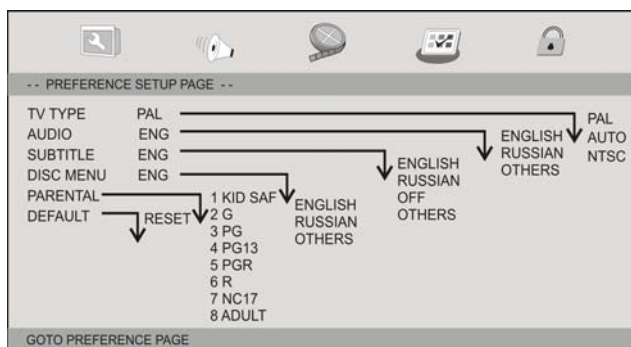 -- PREFERENCE SETUP PAGE --
TV TYPE PAL
AUDIO ENG
SUBTITLE ENG
DISC MENU ENG
PARENTAL
DEFAULT
RESET
1 KID SAF
2 G
3 PG
4 PG13
5 PGR
6 R
7 NC17
8 ADULT
ENGLISH
RUSSIAN
OTHERS
ENGLISH
RUSSIAN
OFF
OTHERS
ENGLISH
RUSSIAN
OTHERS
PAL
AUTO
NTSC
GOTO PREFERENCE PAGE